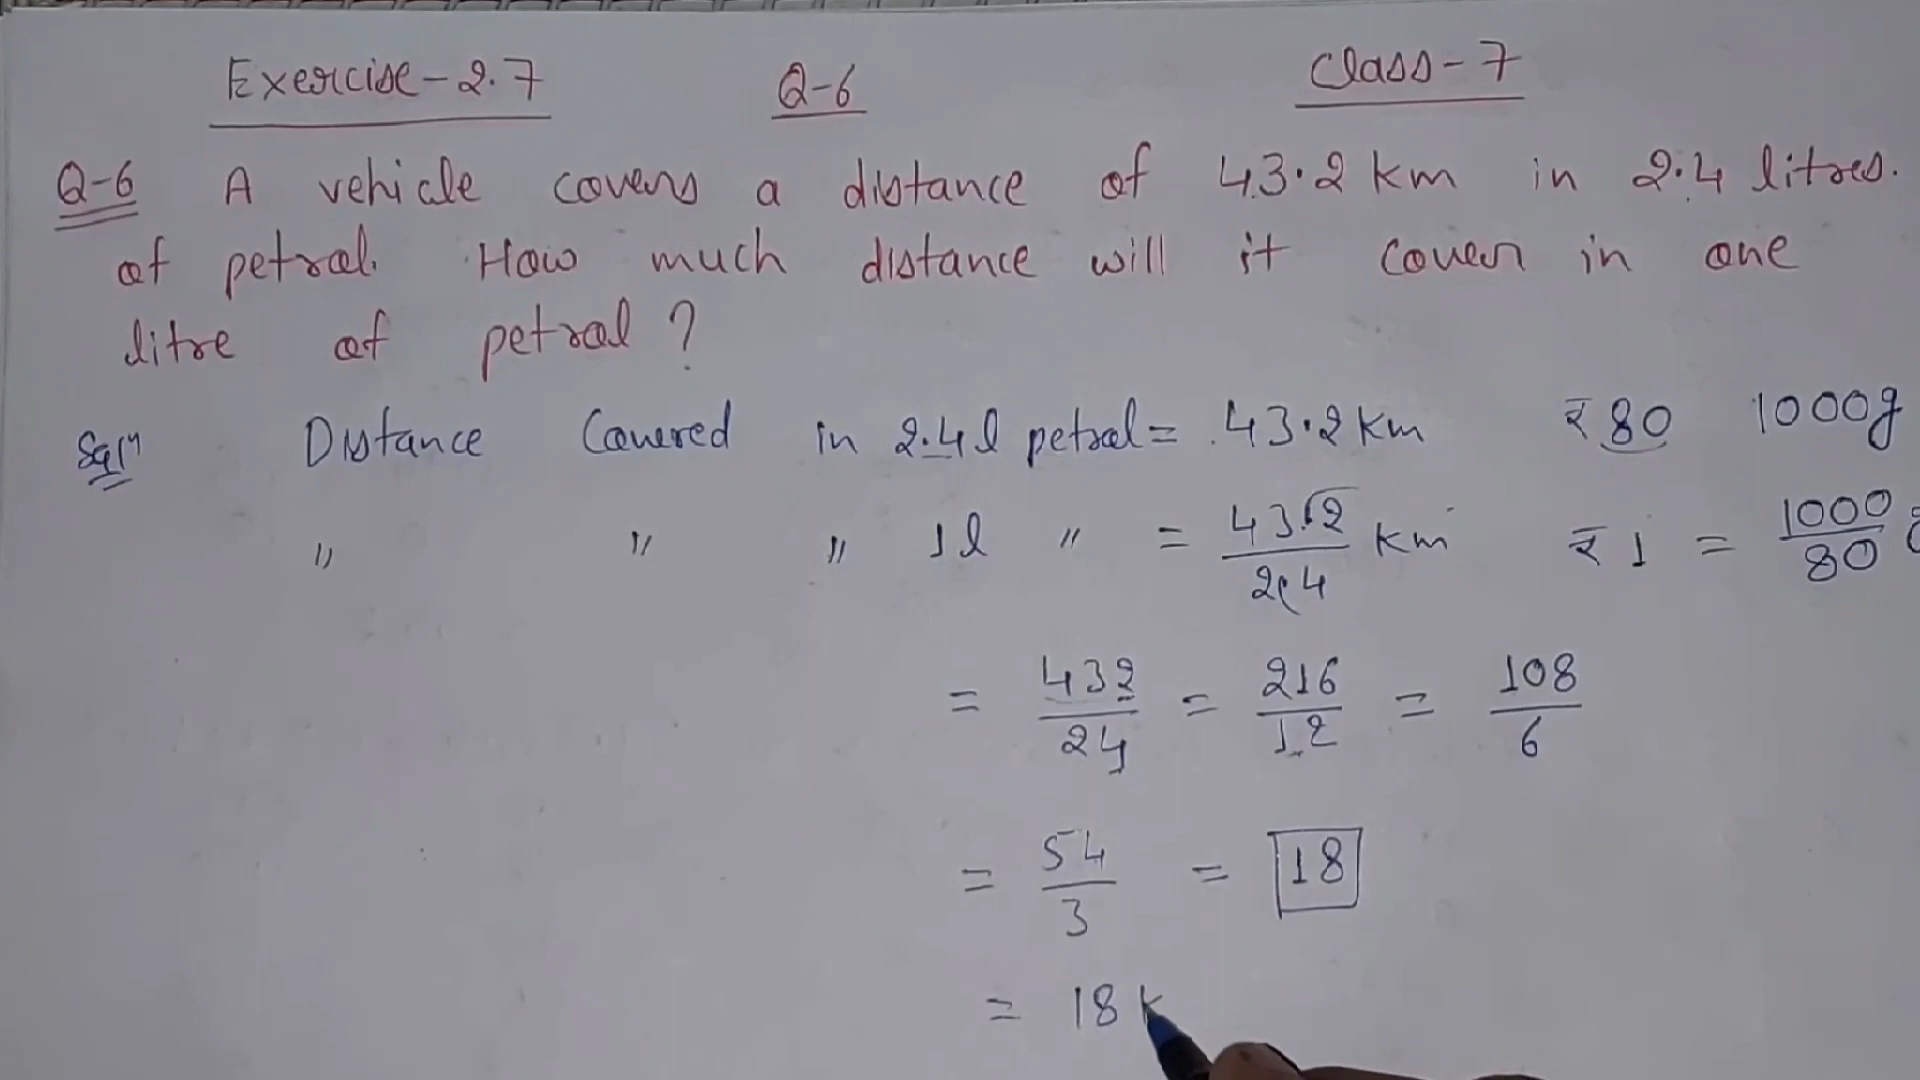 Exercise-2.7 Q-6 Class-7
Q-6 A vehicle covers a distance of 43.2 km in 2.4 litres.
of petrol. How much distance will it cover in one
litre of petrol ?
Solⁿ Distance Covered in 2.4 l petrol = 43.2 km ₹ 80 1000g
" " " 1 l " = 43.2/2.4 km ₹ 1 = 1000/80 g
= 432/24 = 216/12 = 108/6
= 54/3 = 18
= 18 k